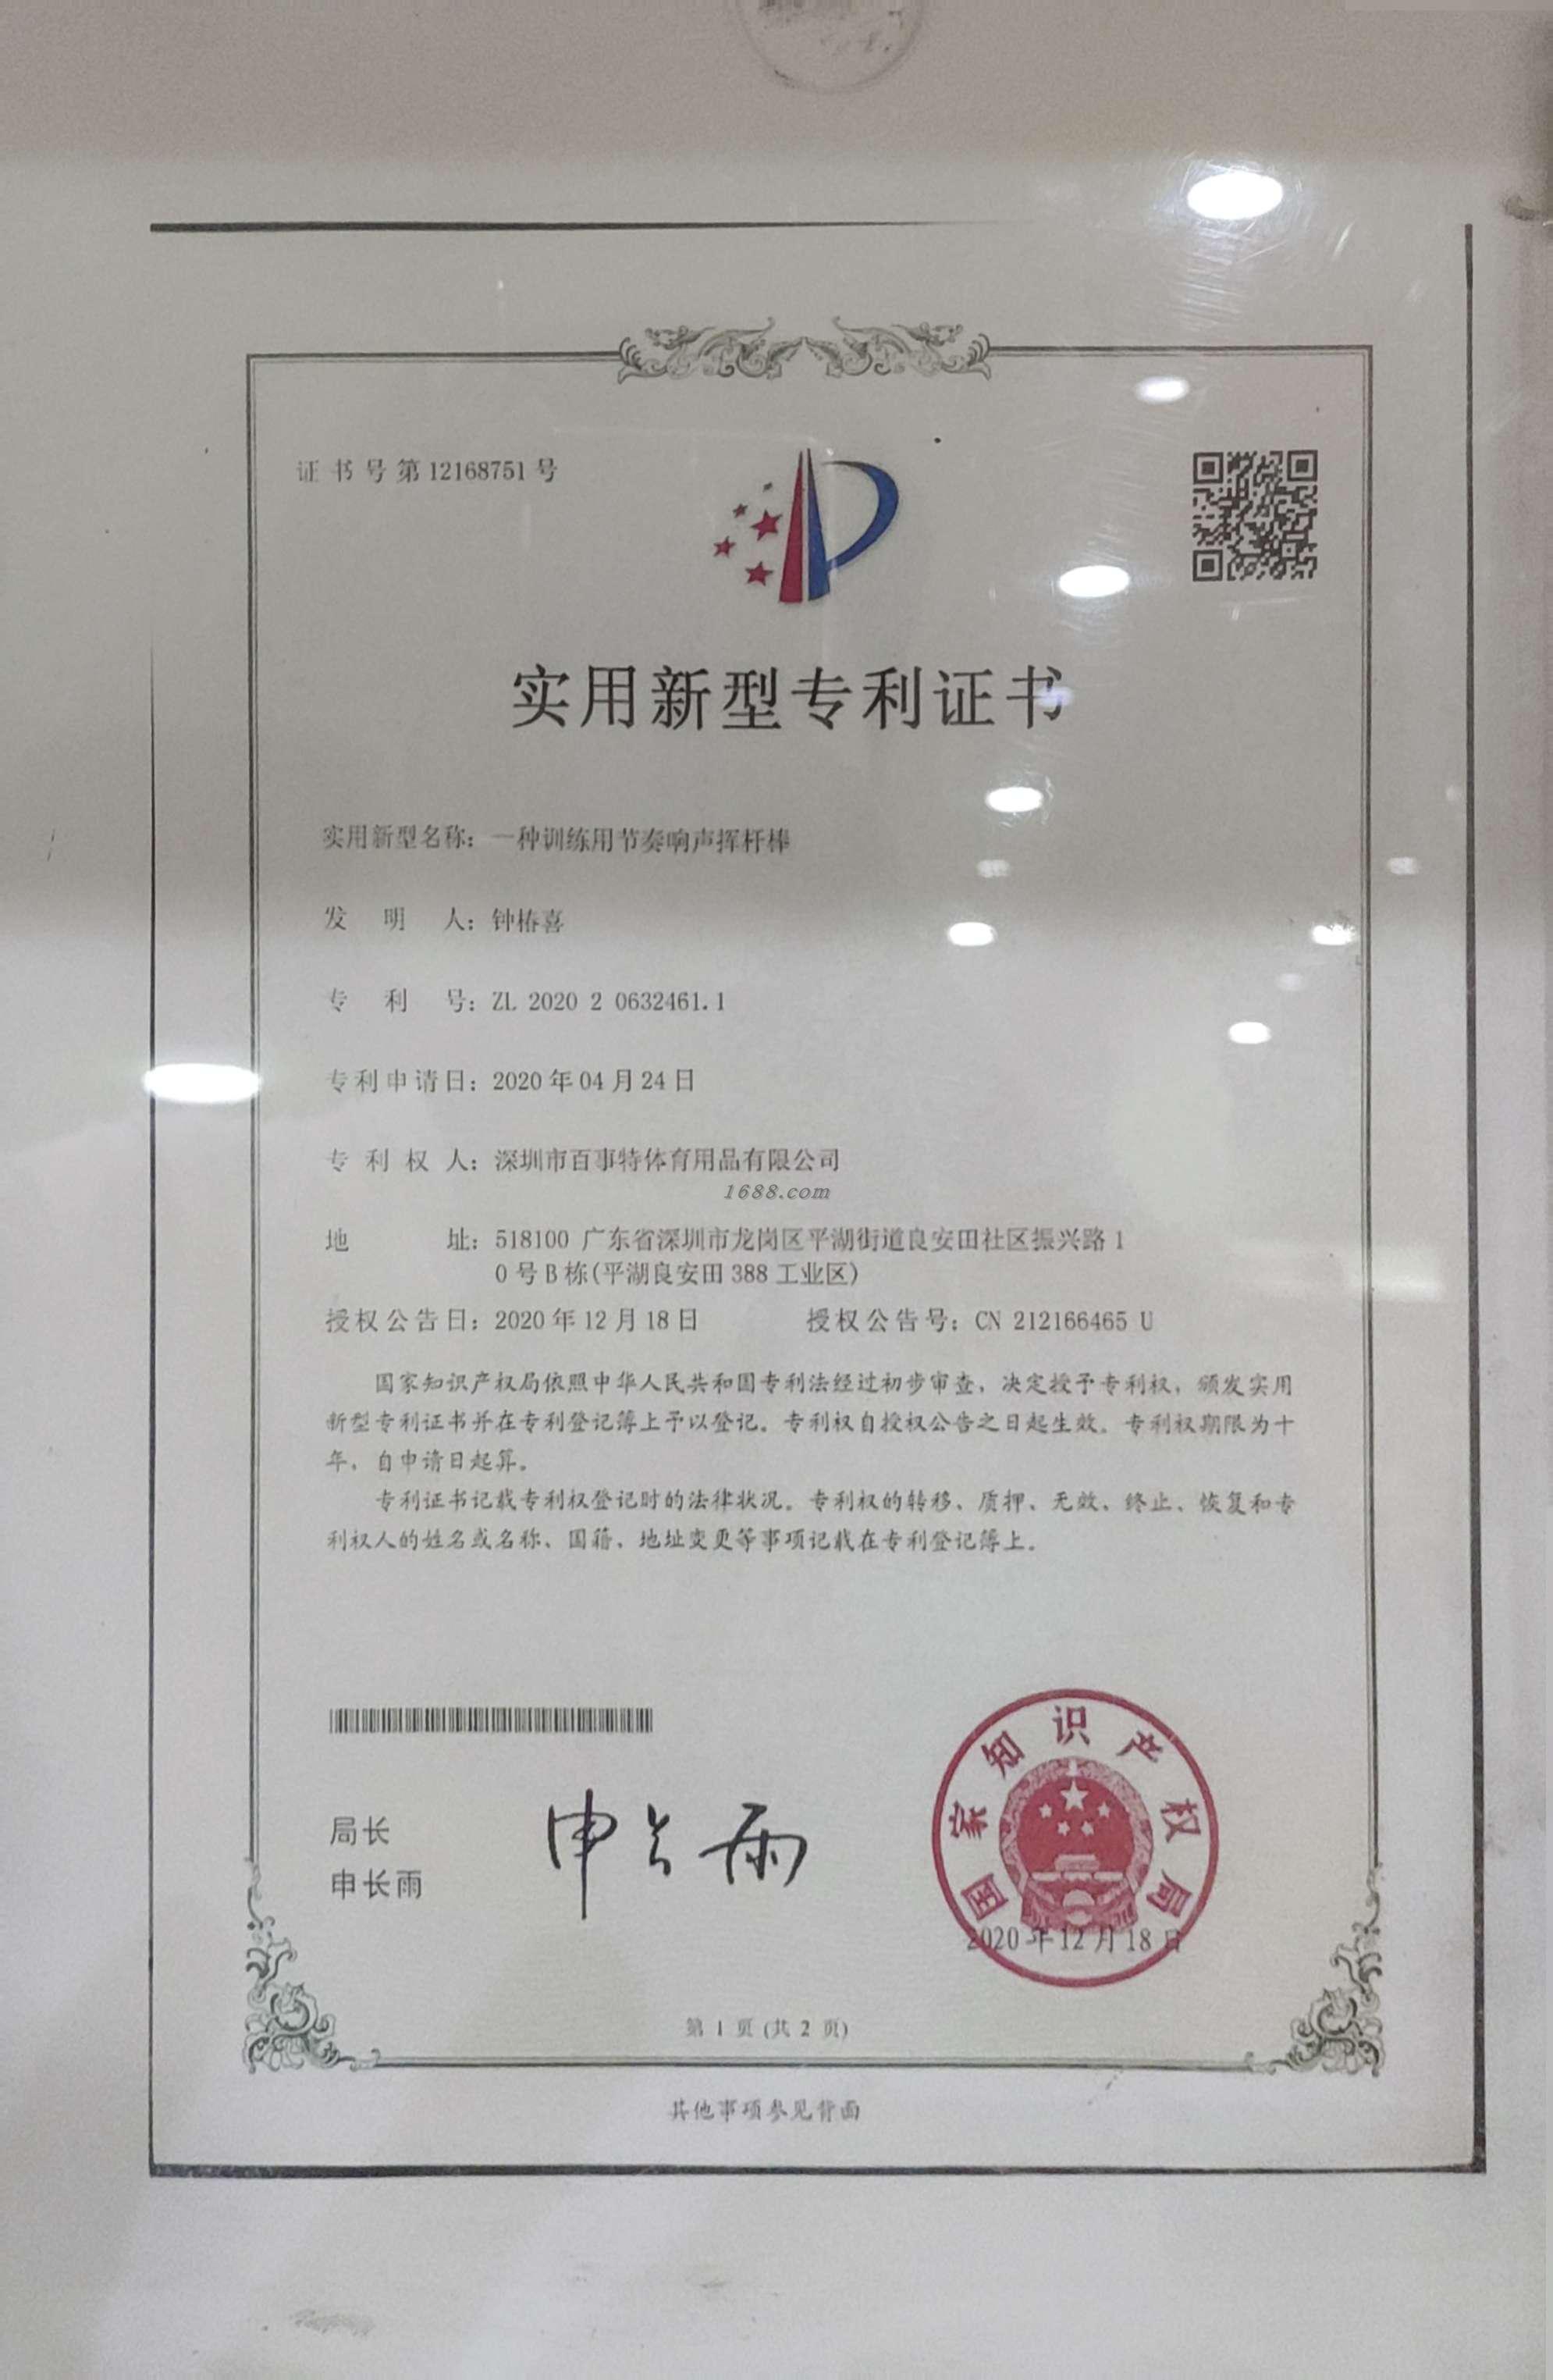 证书号第12168751号
实用新型专利证书
实用新型名称：一种训练用节奏响声挥杆棒
发明人：钟椿喜
专利号：ZL 2020 2 0632461.1
专利申请日：2020年04月24日
专利权人：深圳市百事特体育用品有限公司
1688.com
地址：518100 广东省深圳市龙岗区平湖街道良安田社区振兴路1
0号B栋(平湖良安田388工业区)
授权公告日：2020年12月18日 授权公告号：CN 212166465 U
国家知识产权局依照中华人民共和国专利法经过初步审查，决定授予专利权，颁发实用
新型专利证书并在专利登记簿上予以登记。专利权自授权公告之日起生效。专利权期限为十
年，自申请日起算。
专利证书记载专利权登记时的法律状况。专利权的转移、质押、无效、终止、恢复和专
利权人的姓名或名称、国籍、地址变更等事项记载在专利登记簿上。
局长
申长雨
申长雨
国家知识产权局
2020年12月18日
第 1 页 (共 2 页)
其他事项参见背面